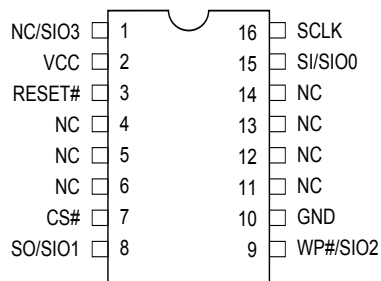 NC/SIO3 1 16 SCLK
VCC 2 15 SI/SIO0
RESET# 3 14 NC
NC 4 13 NC
NC 5 12 NC
NC 6 11 NC
CS# 7 10 GND
SO/SIO1 8 9 WP#/SIO2